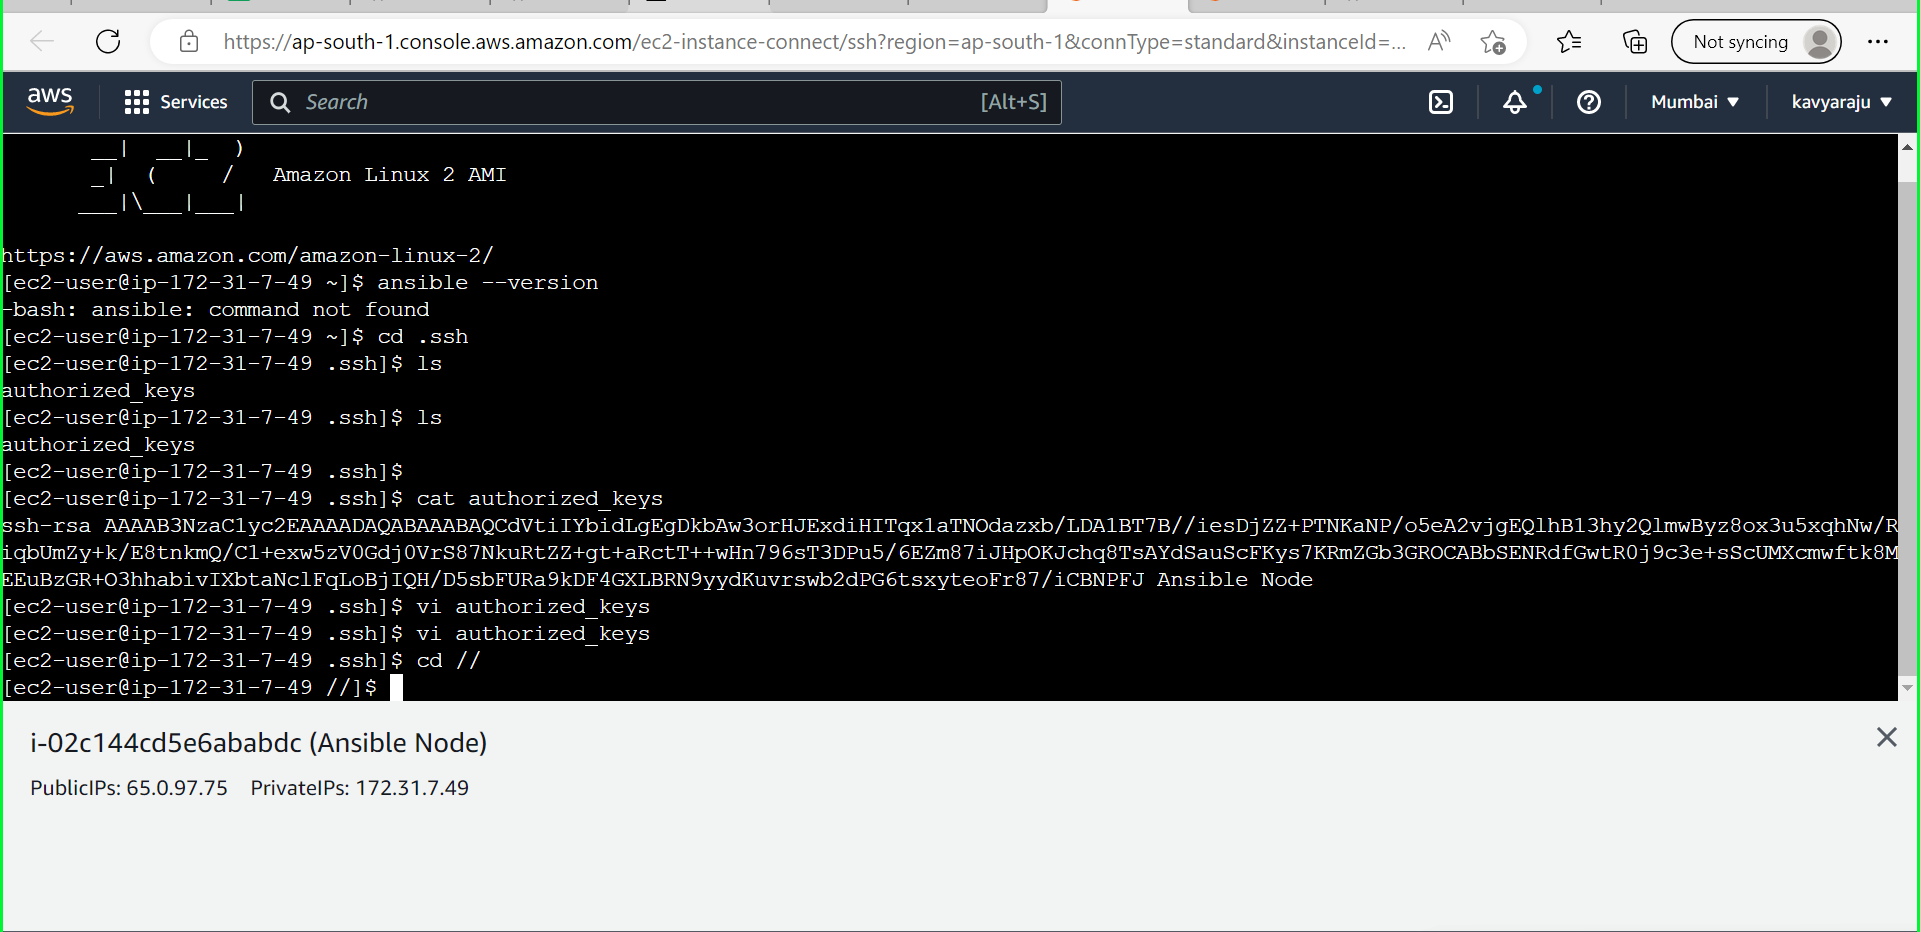 https://ap-south-1.console.aws.amazon.com/ec2-instance-connect/ssh?region=ap-south-1&connType=standard&instanceId=...
Not syncing
aws
Services
Search
[Alt+S]
Mumbai
kavyaraju
__|  __|_  )
_|  (     /   Amazon Linux 2 AMI
___|\___|___|
https://aws.amazon.com/amazon-linux-2/
[ec2-user@ip-172-31-7-49 ~]$ ansible --version
-bash: ansible: command not found
[ec2-user@ip-172-31-7-49 ~]$ cd .ssh
[ec2-user@ip-172-31-7-49 .ssh]$ ls
authorized_keys
[ec2-user@ip-172-31-7-49 .ssh]$ ls
authorized_keys
[ec2-user@ip-172-31-7-49 .ssh]$
[ec2-user@ip-172-31-7-49 .ssh]$ cat authorized_keys
ssh-rsa AAAAB3NzaC1yc2EAAAADAQABAAABAQCdVtiIYbidLgEgDkbAw3orHJExdiHITqx1aTNOdazxb/LDA1BT7B//iesDjZZ+PTNKaNP/o5eA2vjgEQlhB13hy2QlmwByz8ox3u5xqhNw/R
iqbUmZy+k/E8tnkmQ/C1+exw5zV0Gdj0VrS87NkuRtZZ+gt+aRctT++wHn796sT3DPu5/6EZm87iJHpOKJchq8TsAYdSauScFKys7KRmZGb3GROCABbSENRdfGwtR0j9c3e+sScUMXcmwftk8M
EEuBzGR+O3hhabivIXbtaNclFqLoBjIQH/D5sbFURa9kDF4GXLBRN9yydKuvrswb2dPG6tsxyteoFr87/iCBNPFJ Ansible Node
[ec2-user@ip-172-31-7-49 .ssh]$ vi authorized_keys
[ec2-user@ip-172-31-7-49 .ssh]$ vi authorized_keys
[ec2-user@ip-172-31-7-49 .ssh]$ cd //
[ec2-user@ip-172-31-7-49 //]$
i-02c144cd5e6ababdc (Ansible Node)
PublicIPs: 65.0.97.75 PrivateIPs: 172.31.7.49